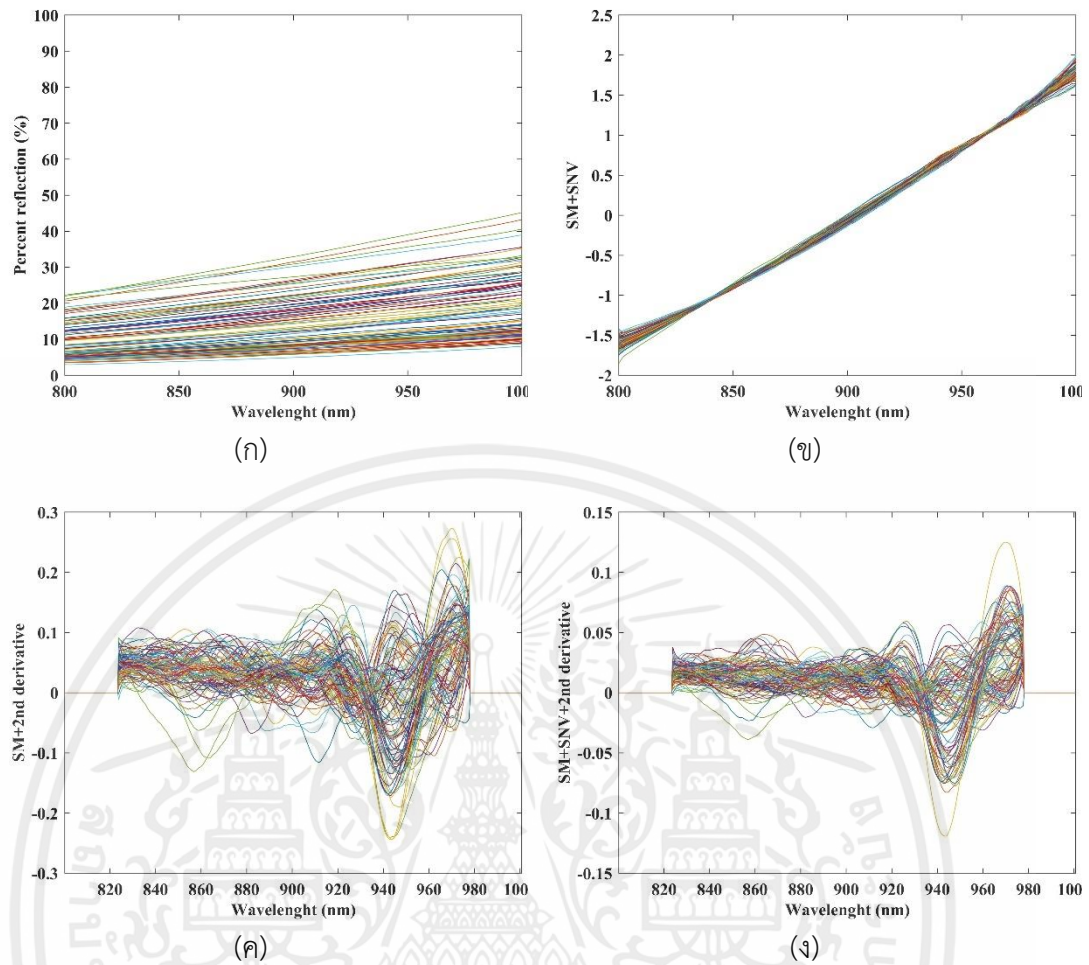 100
90
80
70
60
50
40
30
20
10
0
Percent reflection (%)
800 850 900 950 100
Wavelenght (nm)
(ก)
2.5
2
1.5
1
0.5
0
-0.5
-1
-1.5
-2
SM+SNV
800 850 900 950 100
Wavelenght (nm)
(ข)
0.3
0.2
0.1
0
-0.1
-0.2
-0.3
SM+2nd derivative
820 840 860 880 900 920 940 960 980 100
Wavelenght (nm)
(ค)
0.15
0.1
0.05
0
-0.05
-0.1
-0.15
SM+SNV+2nd derivative
820 840 860 880 900 920 940 960 980 100
Wavelenght (nm)
(ง)